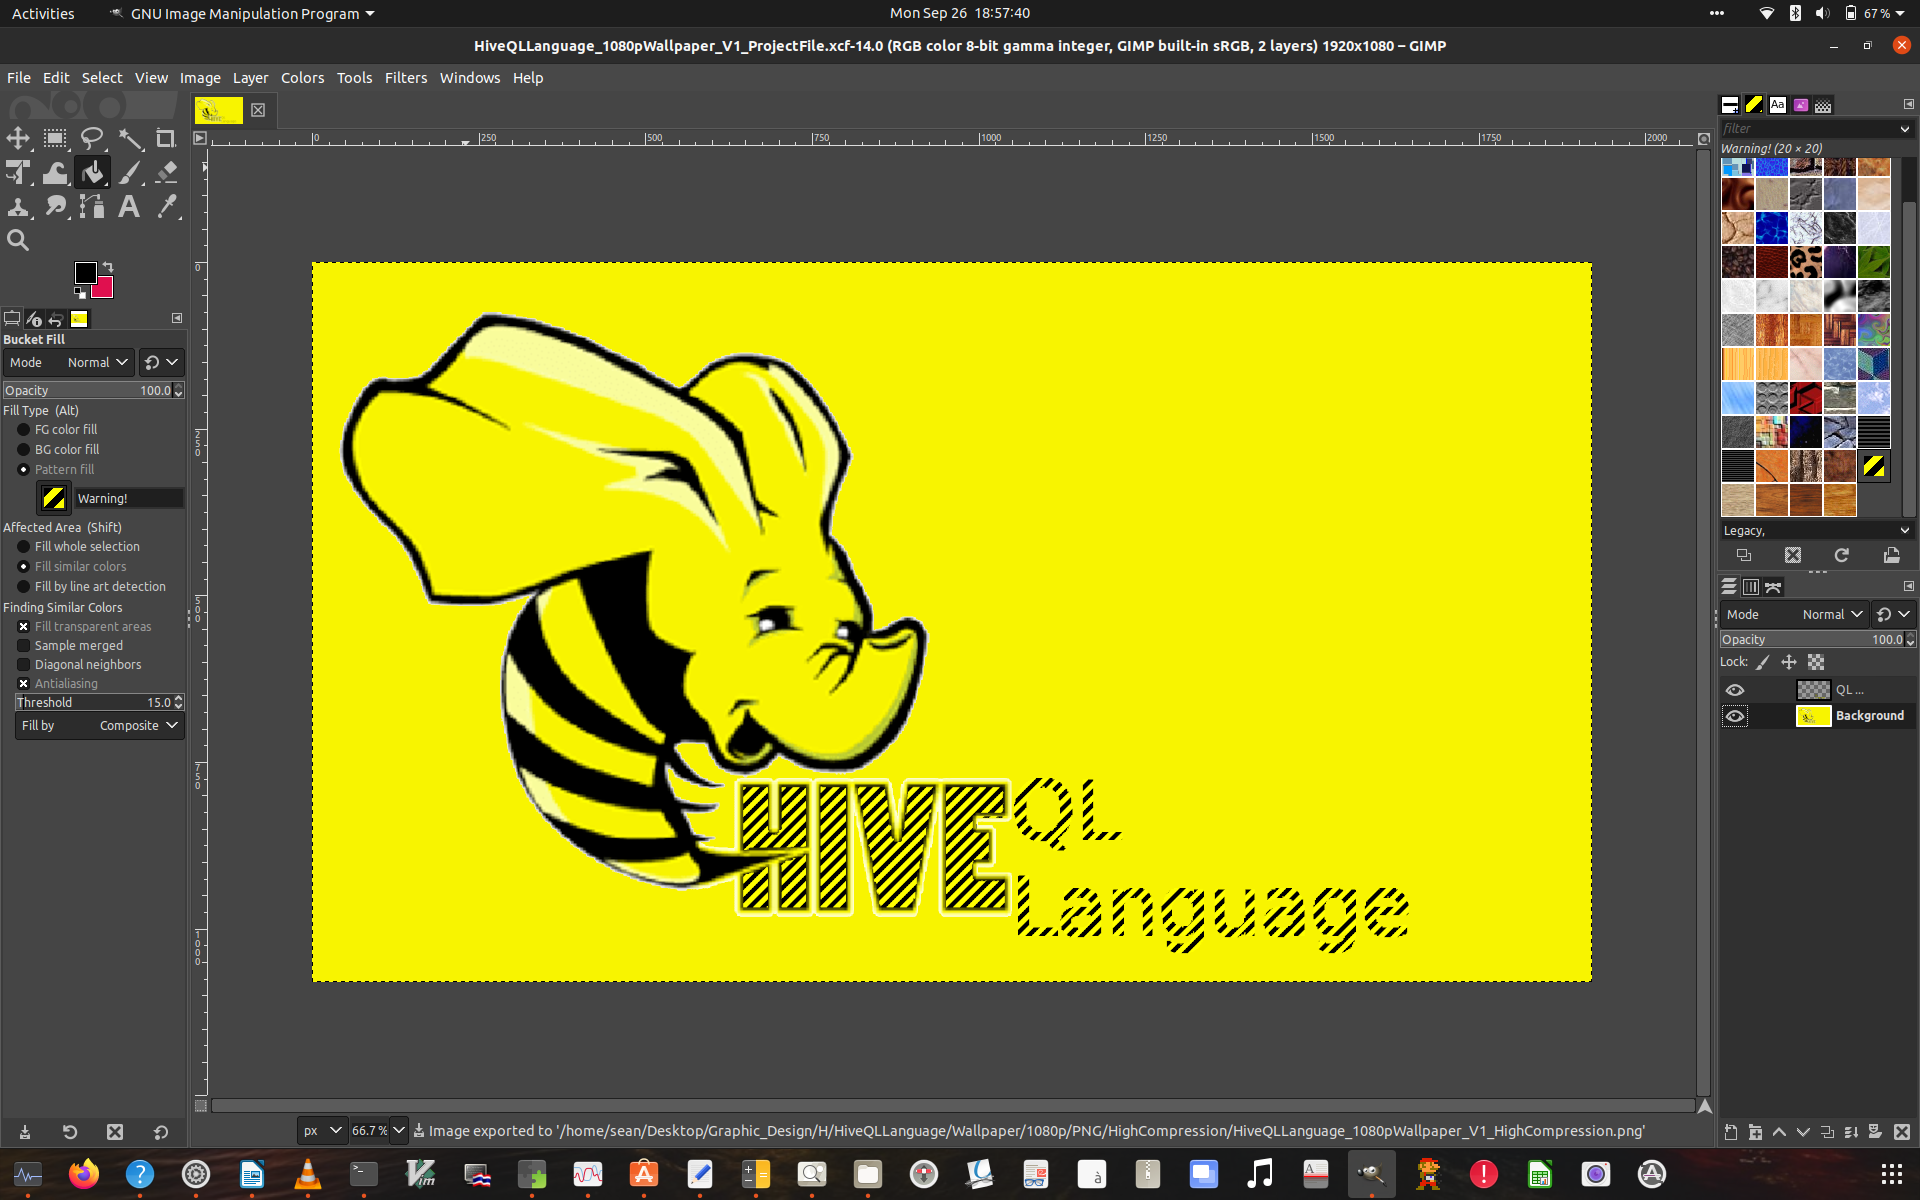 Activities
GNU Image Manipulation Program
Mon Sep 26 18:57:40
67 %
HiveQLLanguage_1080pWallpaper_V1_ProjectFile.xcf-14.0 (RGB color 8-bit gamma integer, GIMP built-in sRGB, 2 layers) 1920x1080 – GIMP
File Edit Select View Image Layer Colors Tools Filters Windows Help
0 250 500 750 1000 1250 1500 1750 2000
Aa
filter
Warning! (20 × 20)
Bucket Fill
Mode Normal
Opacity 100.0
Fill Type (Alt)
FG color fill
BG color fill
Pattern fill
Warning!
Affected Area (Shift)
Fill whole selection
Fill similar colors
Fill by line art detection
Finding Similar Colors
Fill transparent areas
Sample merged
Diagonal neighbors
Antialiasing
Threshold 15.0
Fill by Composite
0
250
500
750
1000
HIVE QL
Language
Legacy,
Mode Normal
Opacity 100.0
Lock:
QL ...
Background
px 66.7 % Image exported to '/home/sean/Desktop/Graphic_Design/H/HiveQLLanguage/Wallpaper/1080p/PNG/HighCompression/HiveQLLanguage_1080pWallpaper_V1_HighCompression.png'